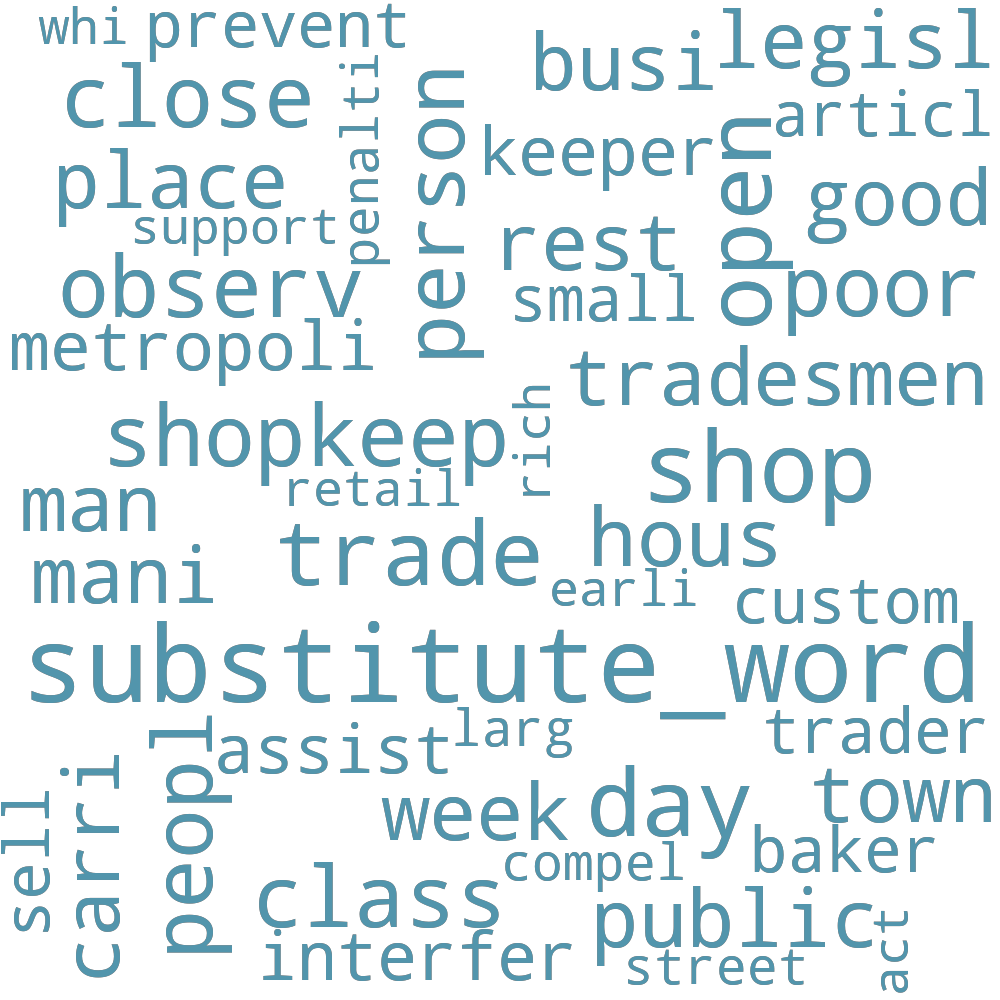 whi prevent
legisl
busi
close
penalti
person
articl
open
keeper
place
good
support
rest
observ
poor
small
metropoli
tradesmen
rich
shopkeep
shop
retail
man
hous
trade
mani
earli
custom
substitute_word
larg
trader
peopl
assist
carri
sell
week
day
town
baker
compel
class
public
act
interfer
street